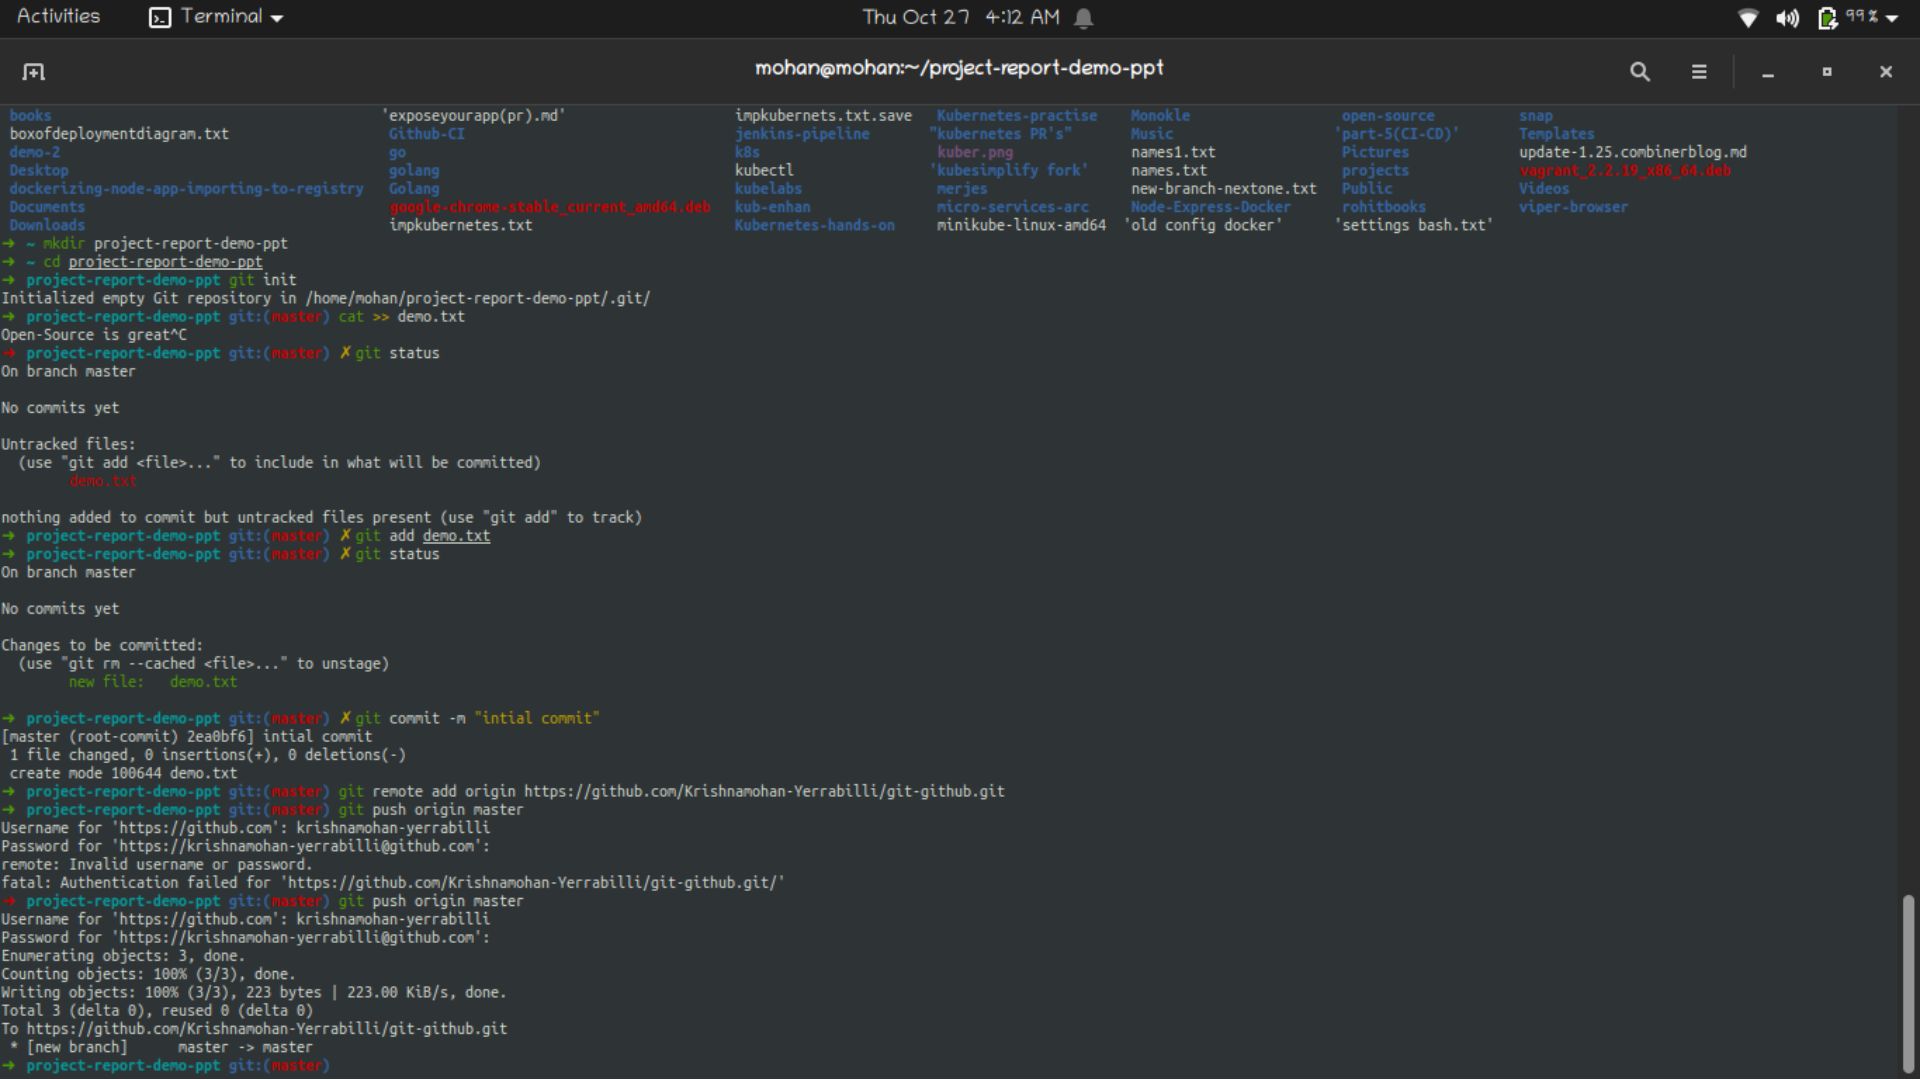 Activities Terminal Thu Oct 27 4:12 AM 99%
mohan@mohan:~/project-report-demo-ppt
books 'exposeyourapp(pr).md' impkubernets.txt.save Kubernetes-practise Monokle open-source snap
boxofdeploymentdiagram.txt Github-CI jenkins-pipeline "kubernetes PR's" Music 'part-5(CI-CD)' Templates
demo-2 go k8s kuber.png names1.txt Pictures update-1.25.combinerblog.md
Desktop golang kubectl 'kubesimplify fork' names.txt projects vagrant_2.2.19_x86_64.deb
dockerizing-node-app-importing-to-registry Golang kubelabs merjes new-branch-nextone.txt Public Videos
Documents google-chrome-stable_current_amd64.deb kub-enhan micro-services-arc Node-Express-Docker rohitbooks viper-browser
Downloads impkubernetes.txt Kubernetes-hands-on minikube-linux-amd64 'old config docker' 'settings bash.txt'
➜ ~ mkdir project-report-demo-ppt
➜ ~ cd project-report-demo-ppt
➜ project-report-demo-ppt git init
Initialized empty Git repository in /home/mohan/project-report-demo-ppt/.git/
➜ project-report-demo-ppt git:(master) cat >> demo.txt
Open-Source is great^C
➜ project-report-demo-ppt git:(master) ✗ git status
On branch master
No commits yet
Untracked files:
(use "git add <file>..." to include in what will be committed)
demo.txt
nothing added to commit but untracked files present (use "git add" to track)
➜ project-report-demo-ppt git:(master) ✗ git add demo.txt
➜ project-report-demo-ppt git:(master) ✗ git status
On branch master
No commits yet
Changes to be committed:
(use "git rm --cached <file>..." to unstage)
new file: demo.txt
➜ project-report-demo-ppt git:(master) ✗ git commit -m "intial commit"
[master (root-commit) 2ea0bf6] intial commit
1 file changed, 0 insertions(+), 0 deletions(-)
create mode 100644 demo.txt
➜ project-report-demo-ppt git:(master) git remote add origin https://github.com/Krishnamohan-Yerrabilli/git-github.git
➜ project-report-demo-ppt git:(master) git push origin master
Username for 'https://github.com': krishnamohan-yerrabilli
Password for 'https://krishnamohan-yerrabilli@github.com':
remote: Invalid username or password.
fatal: Authentication failed for 'https://github.com/Krishnamohan-Yerrabilli/git-github.git/'
➜ project-report-demo-ppt git:(master) git push origin master
Username for 'https://github.com': krishnamohan-yerrabilli
Password for 'https://krishnamohan-yerrabilli@github.com':
Enumerating objects: 3, done.
Counting objects: 100% (3/3), done.
Writing objects: 100% (3/3), 223 bytes | 223.00 KiB/s, done.
Total 3 (delta 0), reused 0 (delta 0)
To https://github.com/Krishnamohan-Yerrabilli/git-github.git
* [new branch] master -> master
➜ project-report-demo-ppt git:(master)